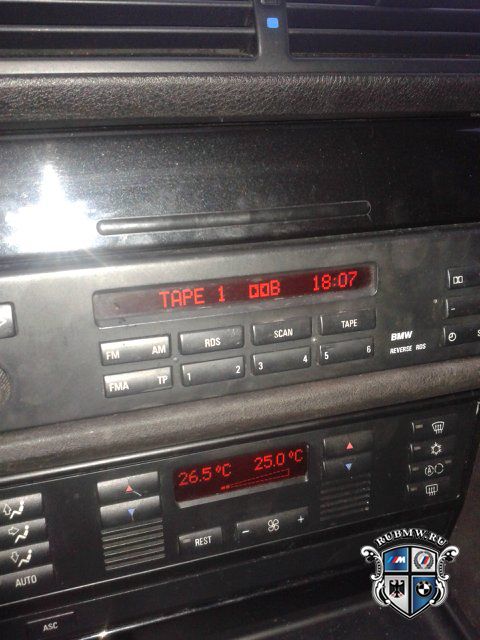 TAPE 1 B 18:07
FM AM RDS SCAN TAPE
FMA TP 1 2 3 4 5 6
BMW
REVERSE RDS
26.5°C 25.0°C
REST - +
AUTO
ASC
RUBMW.RU